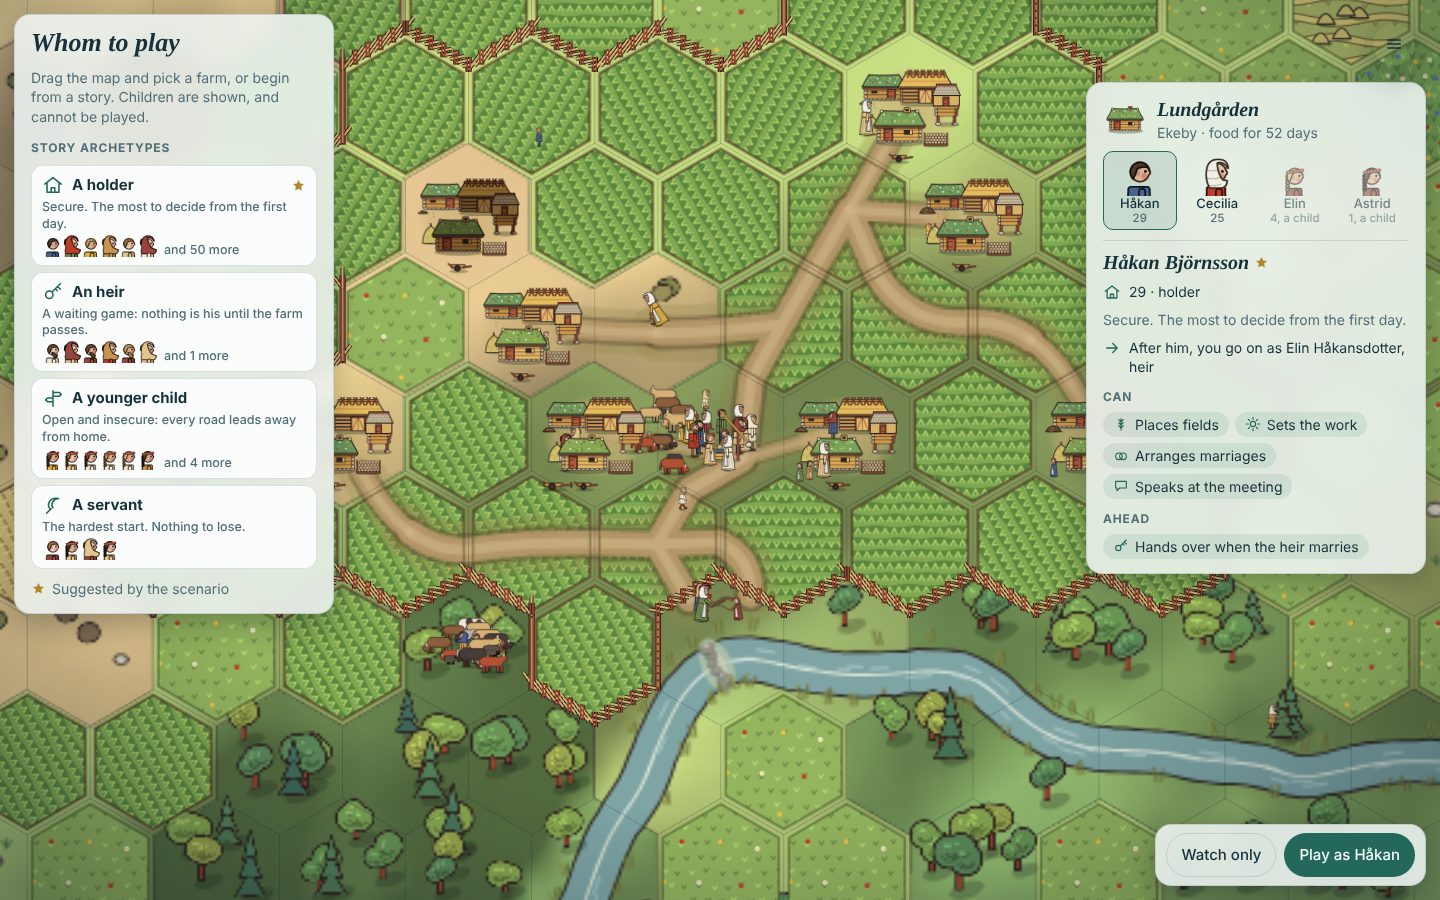 Whom to play
Drag the map and pick a farm, or begin
from a story. Children are shown, and
cannot be played.
STORY ARCHETYPES
A holder
Secure. The most to decide from the first
day.
and 50 more
An heir
A waiting game: nothing is his until the farm
passes.
and 1 more
A younger child
Open and insecure: every road leads away
from home.
and 4 more
A servant
The hardest start. Nothing to lose.
Suggested by the scenario
Lundgården
Ekeby · food for 52 days
Håkan
29
Cecilia
25
Elin
4, a child
Astrid
1, a child
Håkan Björnsson
29 · holder
Secure. The most to decide from the first day.
After him, you go on as Elin Håkansdotter,
heir
CAN
Places fields
Sets the work
Arranges marriages
Speaks at the meeting
AHEAD
Hands over when the heir marries
Watch only
Play as Håkan